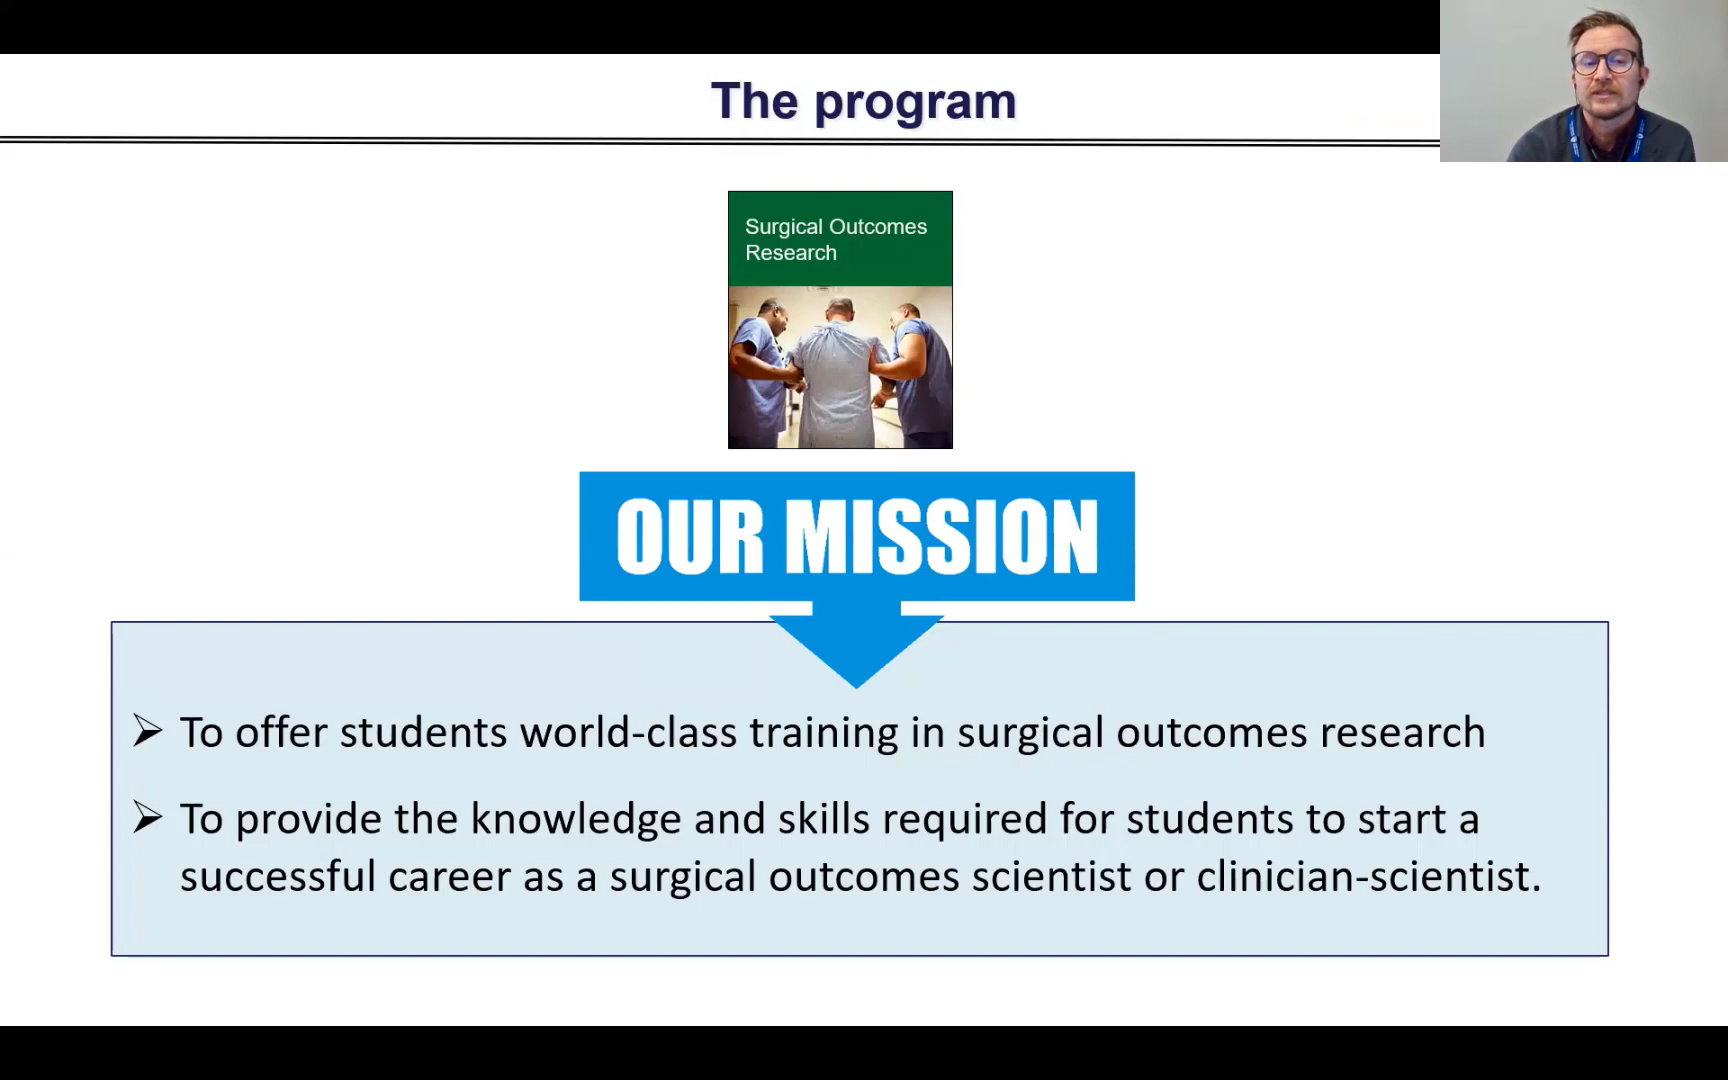 The program
Surgical Outcomes
Research
OUR MISSION
➢ To offer students world-class training in surgical outcomes research
➢ To provide the knowledge and skills required for students to start a
successful career as a surgical outcomes scientist or clinician-scientist.